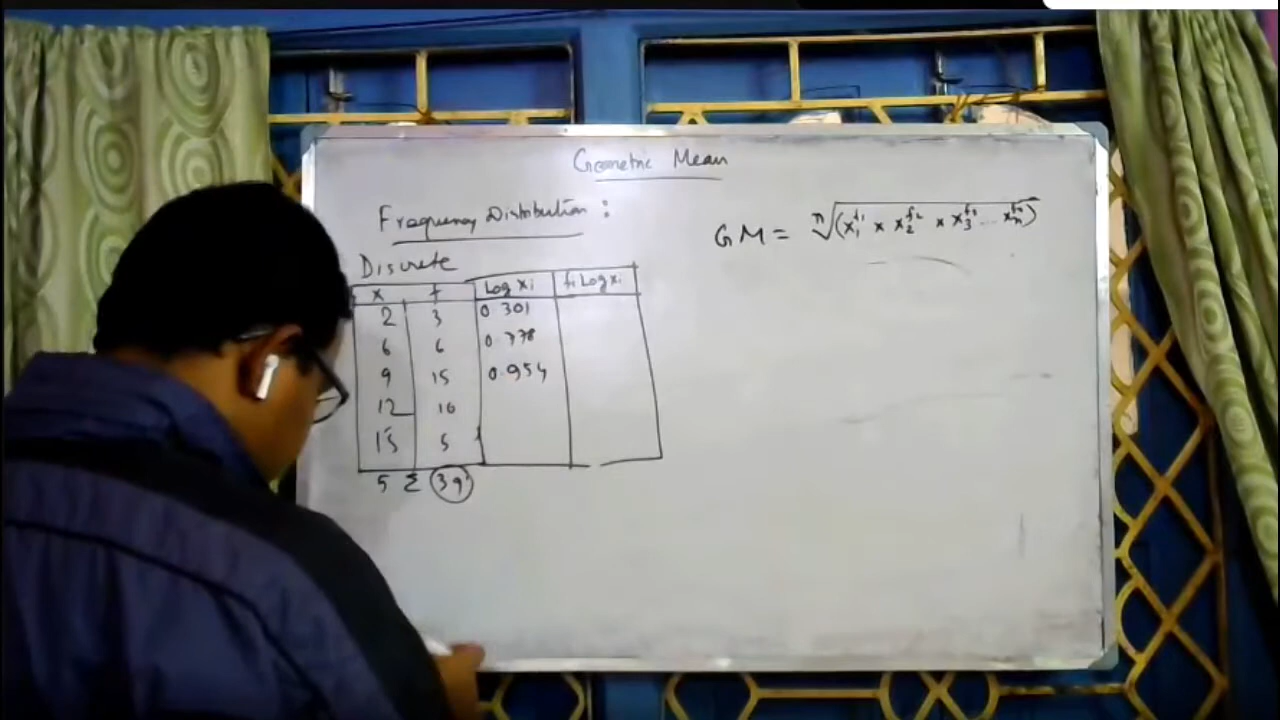 Geometric Mean
Frequency Distribution :
GM = ⁿ√(x₁^f₁ × x₂^f₂ × x₃^f₃ ... xₙ^fₙ)
Discrete
x f Log xi fi Log xi
2 3 0.301
6 6 0.778
9 15 0.954
12 10
15 5
5 Σ 39